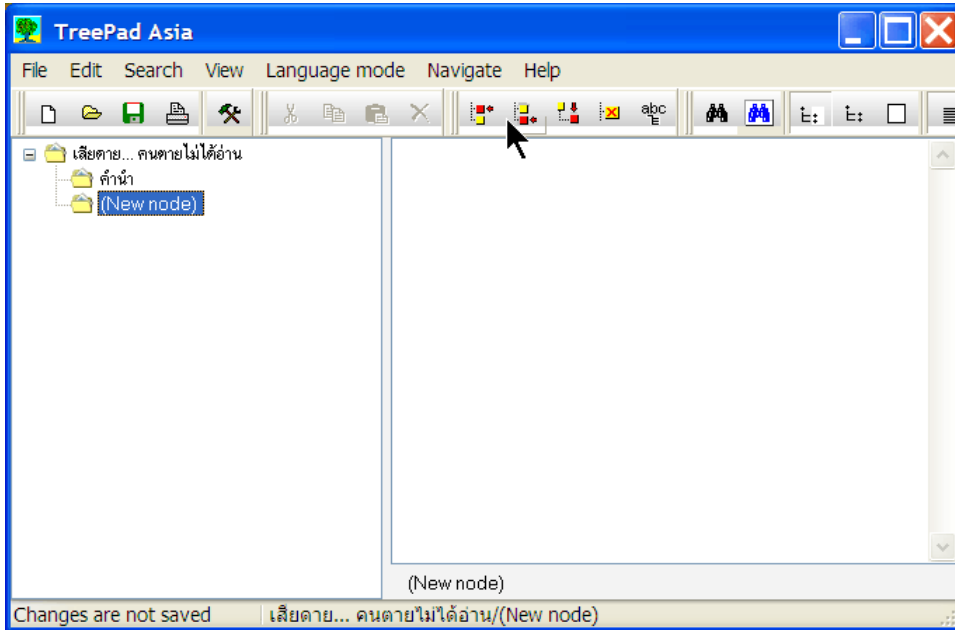 TreePad Asia
File Edit Search View Language mode Navigate Help
abc
เสียดาย... คนตายไม่ได้อ่าน
คำนำ
(New node)
(New node)
Changes are not saved เสียดาย... คนตายไม่ได้อ่าน/(New node)